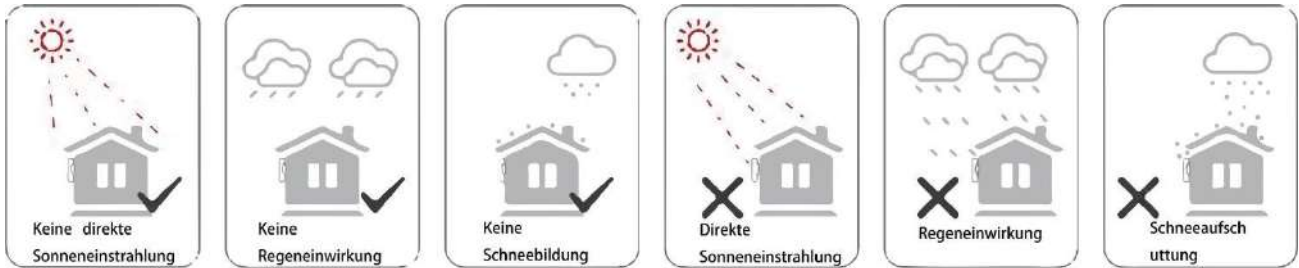 Keine direkte
Sonneneinstrahlung
Keine
Regeneinwirkung
Keine
Schneebildung
Direkte
Sonneneinstrahlung
Regeneinwirkung
Schneeaufsch
uttung